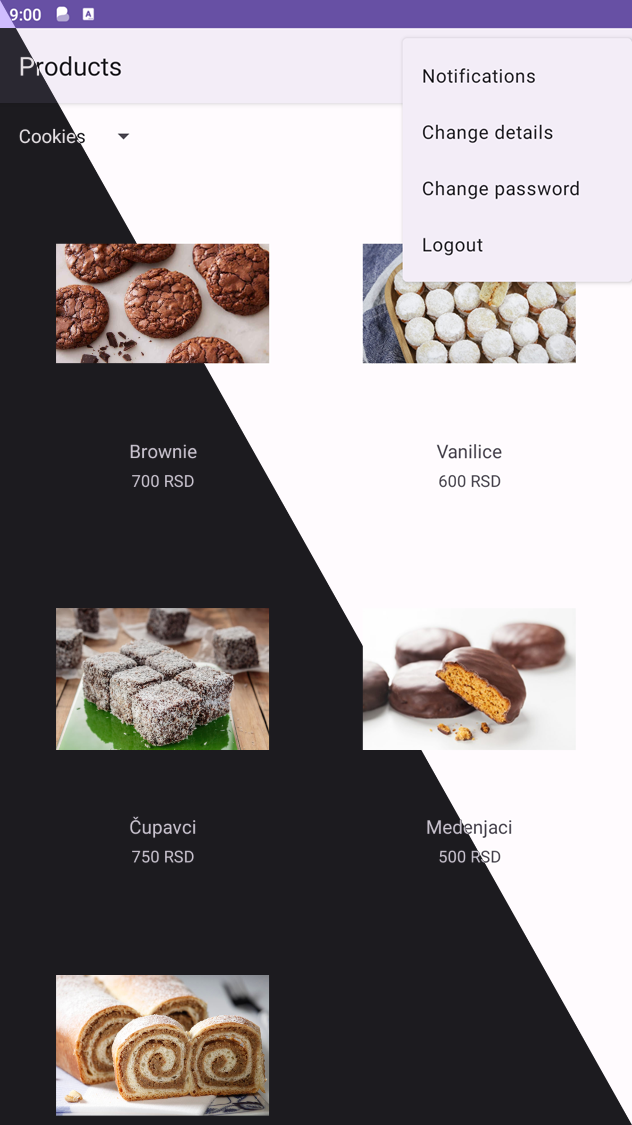 9:00
Products
Notifications
Change details
Change password
Logout
Cookies
Brownie
700 RSD
Vanilice
600 RSD
Čupavci
750 RSD
Medenjaci
500 RSD